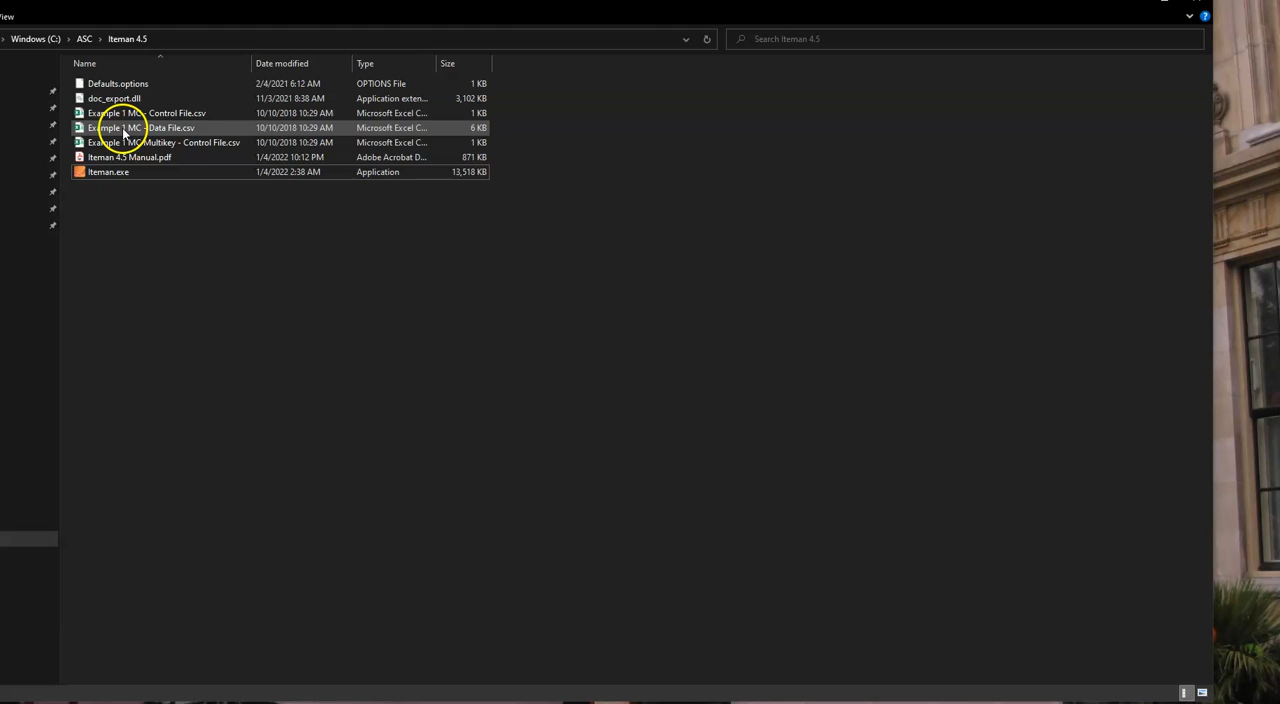 View
Windows (C:) > ASC > Iteman 4.5
Search Iteman 4.5
Name Date modified Type Size
Defaults.options 2/4/2021 6:12 AM OPTIONS File 1 KB
doc_export.dll 11/3/2021 8:38 AM Application exten... 3,102 KB
Example 1 MC - Control File.csv 10/10/2018 10:29 AM Microsoft Excel C... 1 KB
Example 1 MC - Data File.csv 10/10/2018 10:29 AM Microsoft Excel C... 6 KB
Example 1 MC Multikey - Control File.csv 10/10/2018 10:29 AM Microsoft Excel C... 1 KB
Iteman 4.5 Manual.pdf 1/4/2022 10:12 PM Adobe Acrobat D... 871 KB
Iteman.exe 1/4/2022 2:38 AM Application 13,518 KB